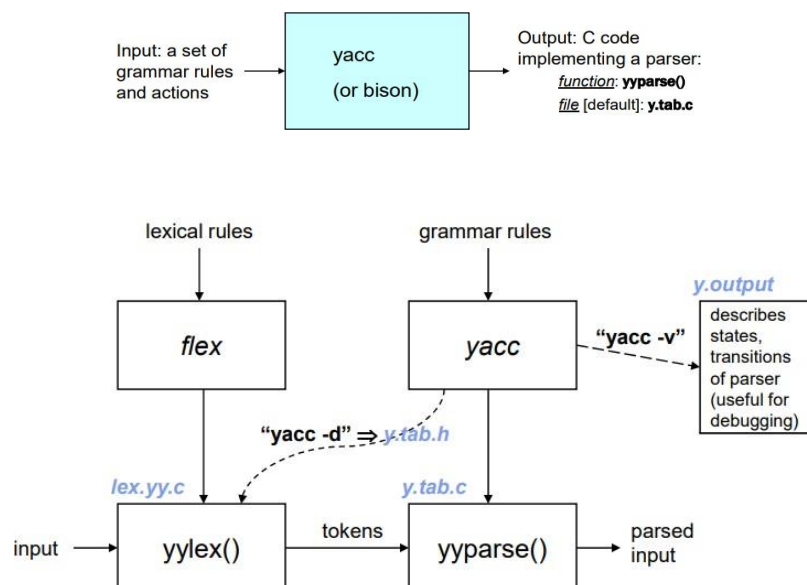 Input: a set of
grammar rules
and actions
yacc
(or bison)
Output: C code
implementing a parser:
function: yyparse()
file [default]: y.tab.c
lexical rules
grammar rules
y.output
flex
yacc
“yacc -v”
describes
states,
transitions
of parser
(useful for
debugging)
“yacc -d” ⇒ y.tab.h
lex.yy.c
y.tab.c
input
yylex()
tokens
yyparse()
parsed
input